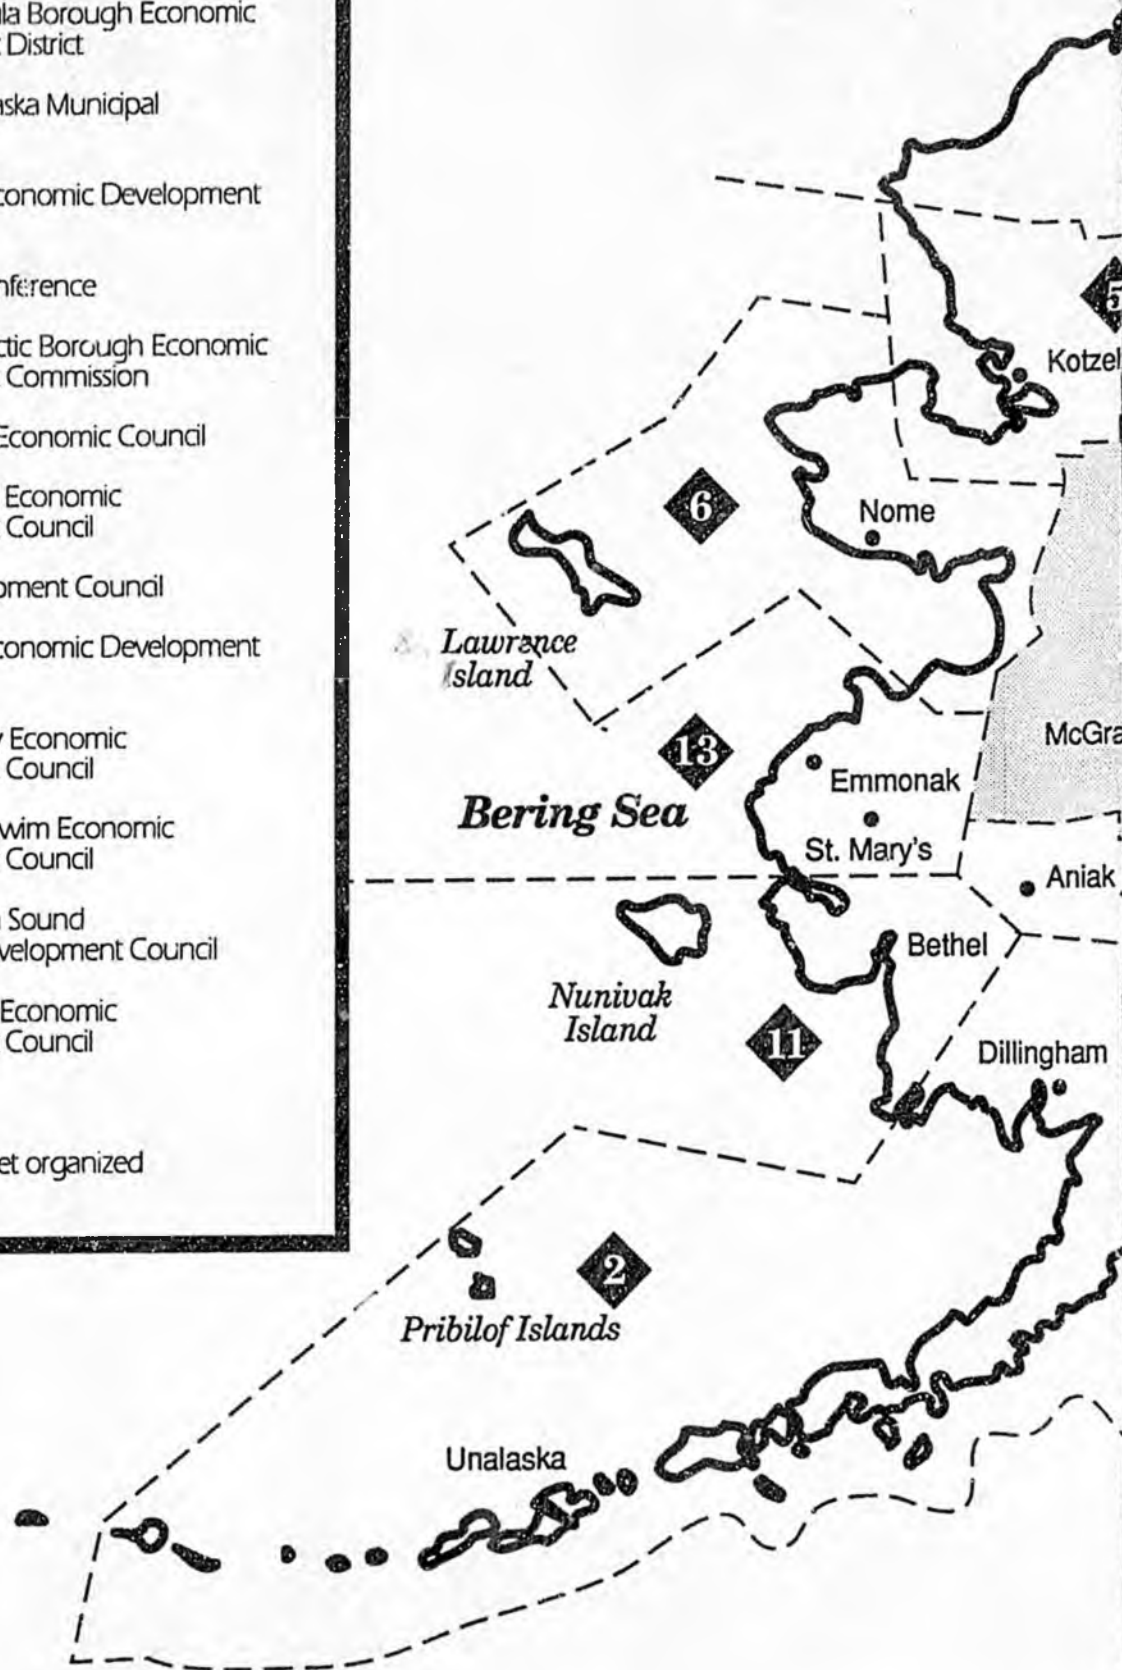 la Borough Economic
District
ska Municipal
conomic Development
nference
ctic Borough Economic
Commission
Economic Council
Economic
Council
pment Council
conomic Development
y Economic
Council
wim Economic
Council
Sound
velopment Council
Economic
Council
et organized
5
Kotzel
6
Nome
Lawrence
Island
13
McGra
Emmonak
Bering Sea
St. Mary's
Aniak
Bethel
Nunivak
Island
11
Dillingham
2
Pribilof Islands
Unalaska